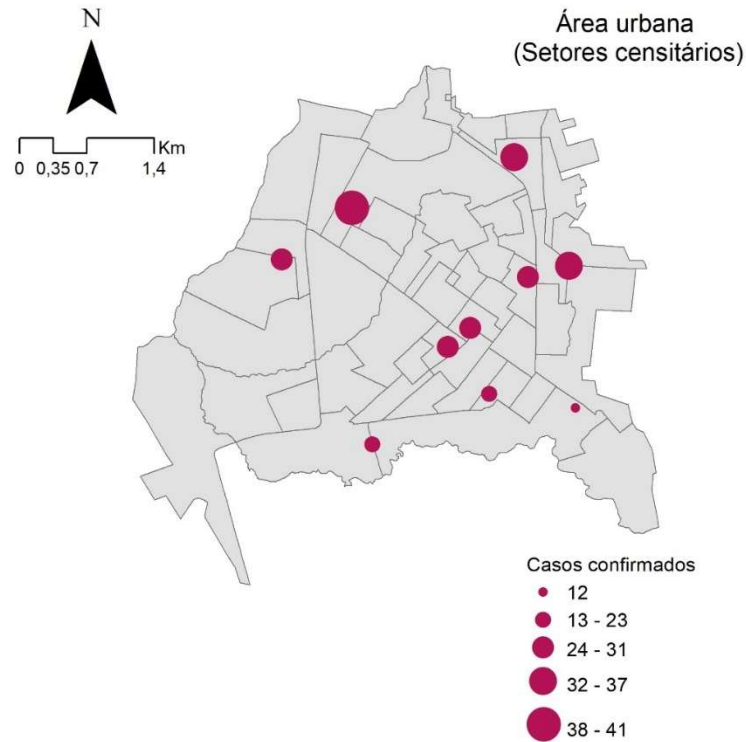 N
Km
0 0,35 0,7 1,4
Área urbana
(Setores censitários)
Casos confirmados
12
13 - 23
24 - 31
32 - 37
38 - 41